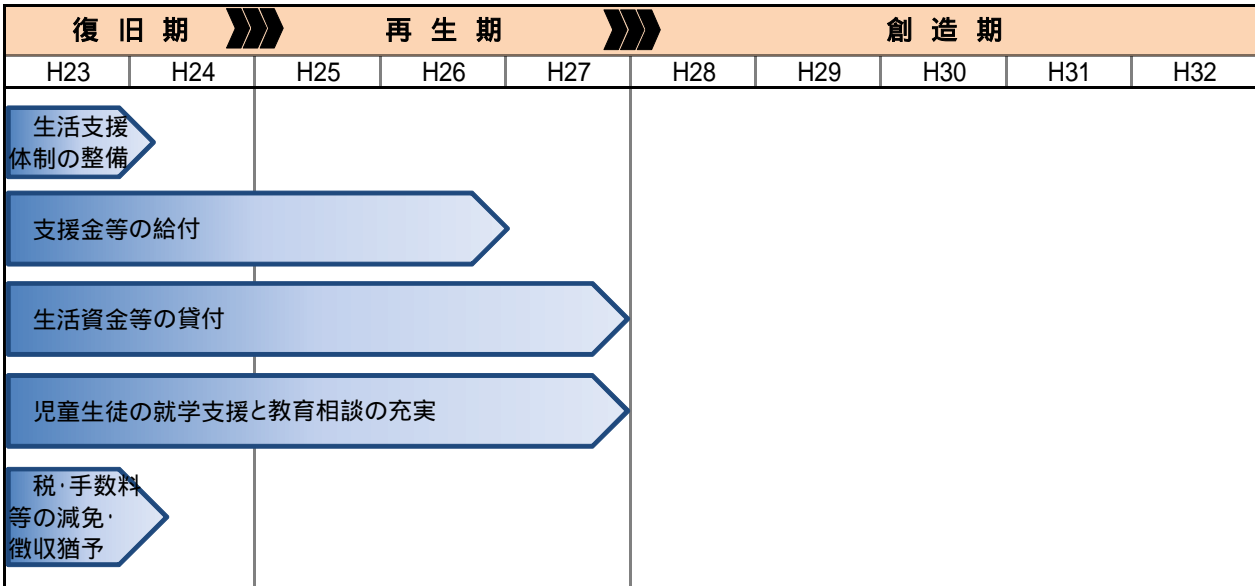 復旧期 再生期 創造期
H23 H24 H25 H26 H27 H28 H29 H30 H31 H32
生活支援
体制の整備
支援金等の給付
生活資金等の貸付
児童生徒の就学支援と教育相談の充実
税・手数料
等の減免・
徴収猶予